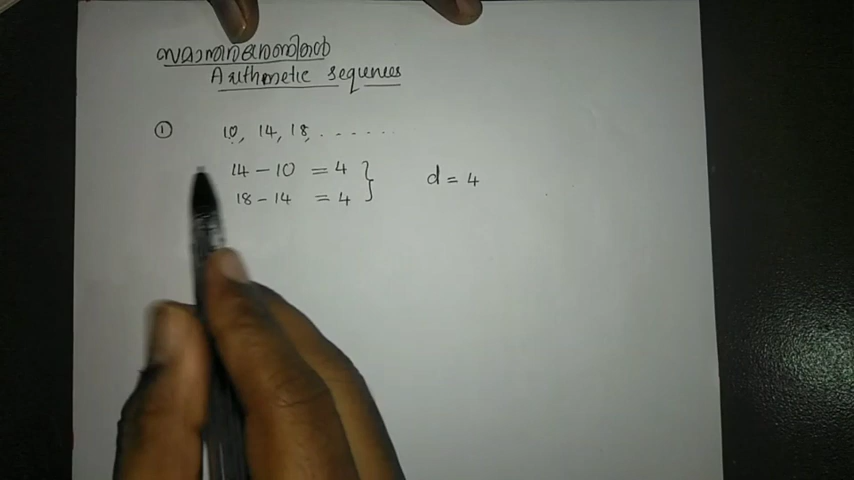 സമാന്തരശ്രേണികൾ
Arithmetic sequences
① 10, 14, 18, . . . . . .
14 - 10 = 4 }
18 - 14 = 4
d = 4